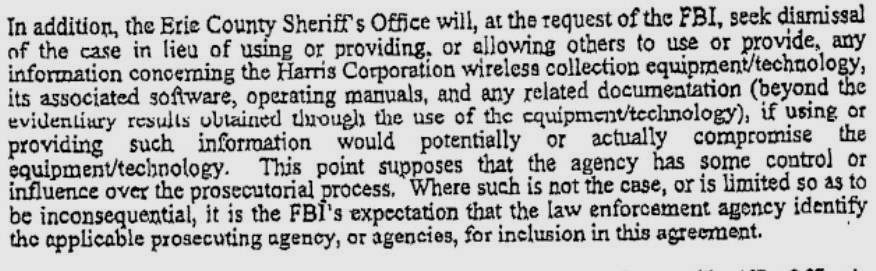 In addition, the Erie County Sheriff's Office will, at the request of the FBI, seek dismissal
of the case in lieu of using or providing, or allowing others to use or provide, any
information concerning the Harris Corporation wireless collection equipment/technology,
its associated software, operating manuals, and any related documentation (beyond the
evidentiary results obtained through the use of the equipment/technology), if using or
providing such information would potentially or actually compromise the
equipment/technology. This point supposes that the agency has some control or
influence over the prosecutorial process. Where such is not the case, or is limited so as to
be inconsequential, it is the FBI's expectation that the law enforcement agency identify
the applicable prosecuting agency, or agencies, for inclusion in this agreement.